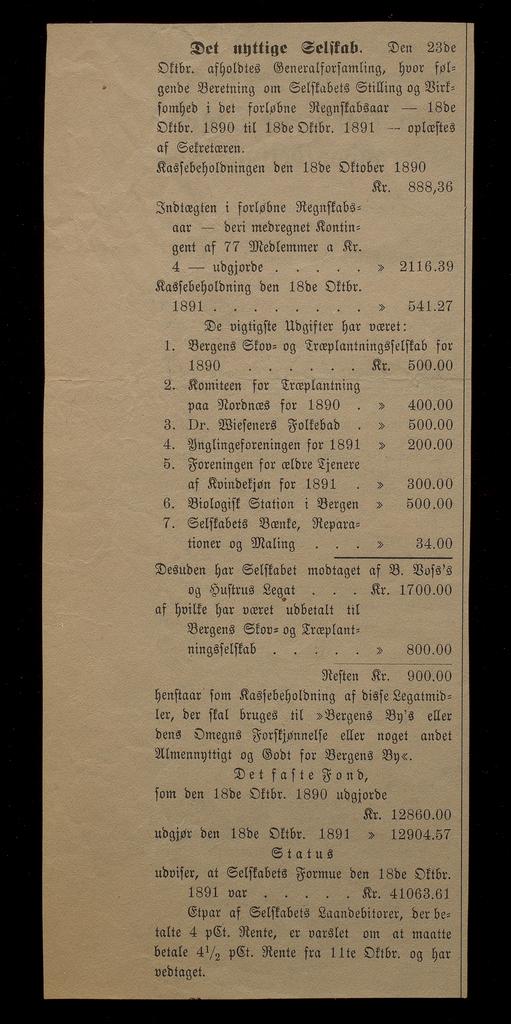 Det nyttige Selskab. Den 23de
Oktbr. afholdtes Generalforsamling, hvor føl=
gende Beretning om Selskabets Stilling og Virk=
somhed i det forløbne Regnskabsaar — 18de
Oktbr. 1890 til 18de Oktbr. 1891 — oplæstes
af Sekretæren.
Kassebeholdningen den 18de Oktober 1890
Kr. 888,36
Indtægten i forløbne Regnskabs=
aar — deri medregnet Kontin=
gent af 77 Medlemmer a Kr.
4 — udgjorde . . . . . » 2116.39
Kassebeholdning den 18de Oktbr.
1891 . . . . . . . . » 541.27
De vigtigste Udgifter har været:
1. Bergens Skov= og Træplantningsselskab for
1890 . . . . . . Kr. 500.00
2. Komiteen for Træplantning
paa Nordnæs for 1890 . » 400.00
3. Dr. Wieseners Folkebad . » 500.00
4. Ynglingeforeningen for 1891 » 200.00
5. Foreningen for ældre Tjenere
af Kvindekjøn for 1891 . » 300.00
6. Biologisk Station i Bergen » 500.00
7. Selskabets Bænke, Repara=
tioner og Maling . . . » 34.00
Desuden har Selskabet modtaget af B. Vofs's
og Hustrus Legat . . . Kr. 1700.00
af hvilke har været udbetalt til
Bergens Skov= og Træplant=
ningsselskab . . . . . » 800.00
Resten Kr. 900.00
henstaar som Kassebeholdning af disse Legatmid=
ler, der skal bruges til »Bergens By's eller
dens Omegns Forskjønnelse eller noget andet
Almennyttigt og Godt for Bergens By«.
Det faste Fond,
som den 18de Oktbr. 1890 udgjorde
Kr. 12860.00
udgjør den 18de Oktbr. 1891 » 12904.57
Status
udviser, at Selskabets Formue den 18de Oktbr.
1891 var . . . . . Kr. 41063.61
Etpar af Selskabets Laandebitorer, der be=
talte 4 pCt. Rente, er varslet om at maatte
betale 4 1/2 pCt. Rente fra 11te Oktbr. og har
vedtaget.